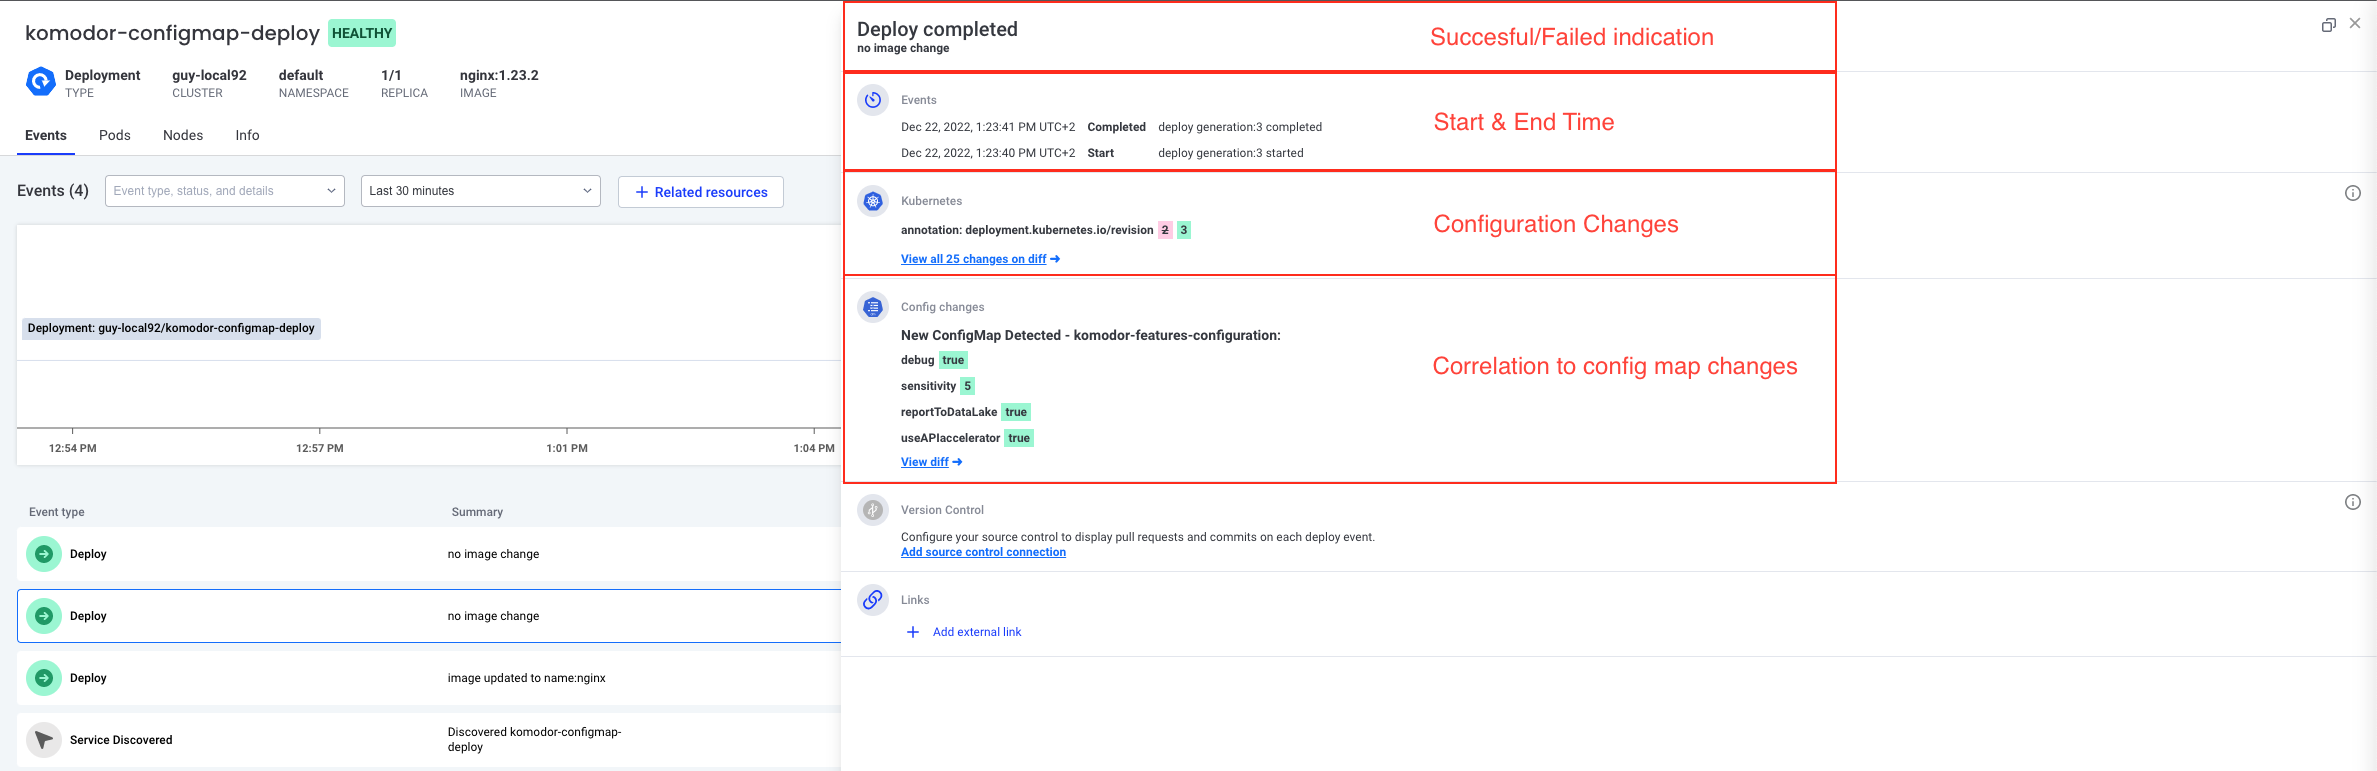 komodor-configmap-deploy HEALTHY
Deployment guy-local92 default 1/1 nginx:1.23.2
TYPE CLUSTER NAMESPACE REPLICA IMAGE
Events Pods Nodes Info
Events (4) Event type, status, and details Last 30 minutes + Related resources
Deployment: guy-local92/komodor-configmap-deploy
12:54 PM 12:57 PM 1:01 PM 1:04 PM
Event type Summary
Deploy no image change
Deploy no image change
Deploy image updated to name:nginx
Service Discovered Discovered komodor-configmap-
deploy
Deploy completed
no image change
Succesful/Failed indication
Events
Dec 22, 2022, 1:23:41 PM UTC+2 Completed deploy generation:3 completed
Dec 22, 2022, 1:23:40 PM UTC+2 Start deploy generation:3 started
Start & End Time
Kubernetes
annotation: deployment.kubernetes.io/revision 2 3
View all 25 changes on diff →
Configuration Changes
Config changes
New ConfigMap Detected - komodor-features-configuration:
debug true
sensitivity 5
reportToDataLake true
useAPIaccelerator true
View diff →
Correlation to config map changes
Version Control
Configure your source control to display pull requests and commits on each deploy event.
Add source control connection
Links
+ Add external link